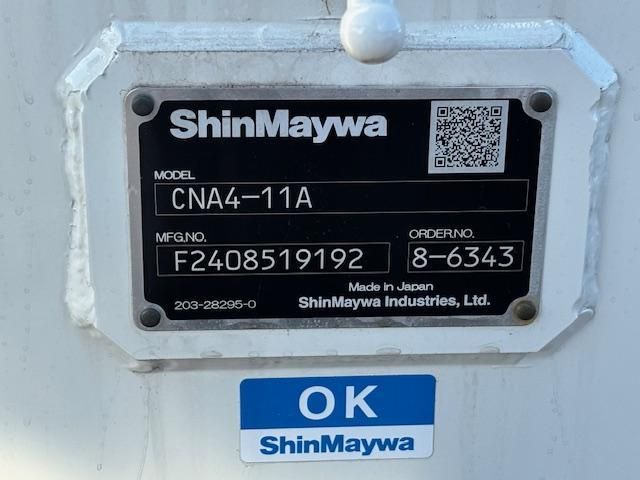 ShinMaywa
MODEL
CNA4-11A
MFG.NO. ORDER.NO.
F2408519192 8-6343
Made in Japan
203-28295-0 ShinMaywa Industries, Ltd.
OK
ShinMaywa